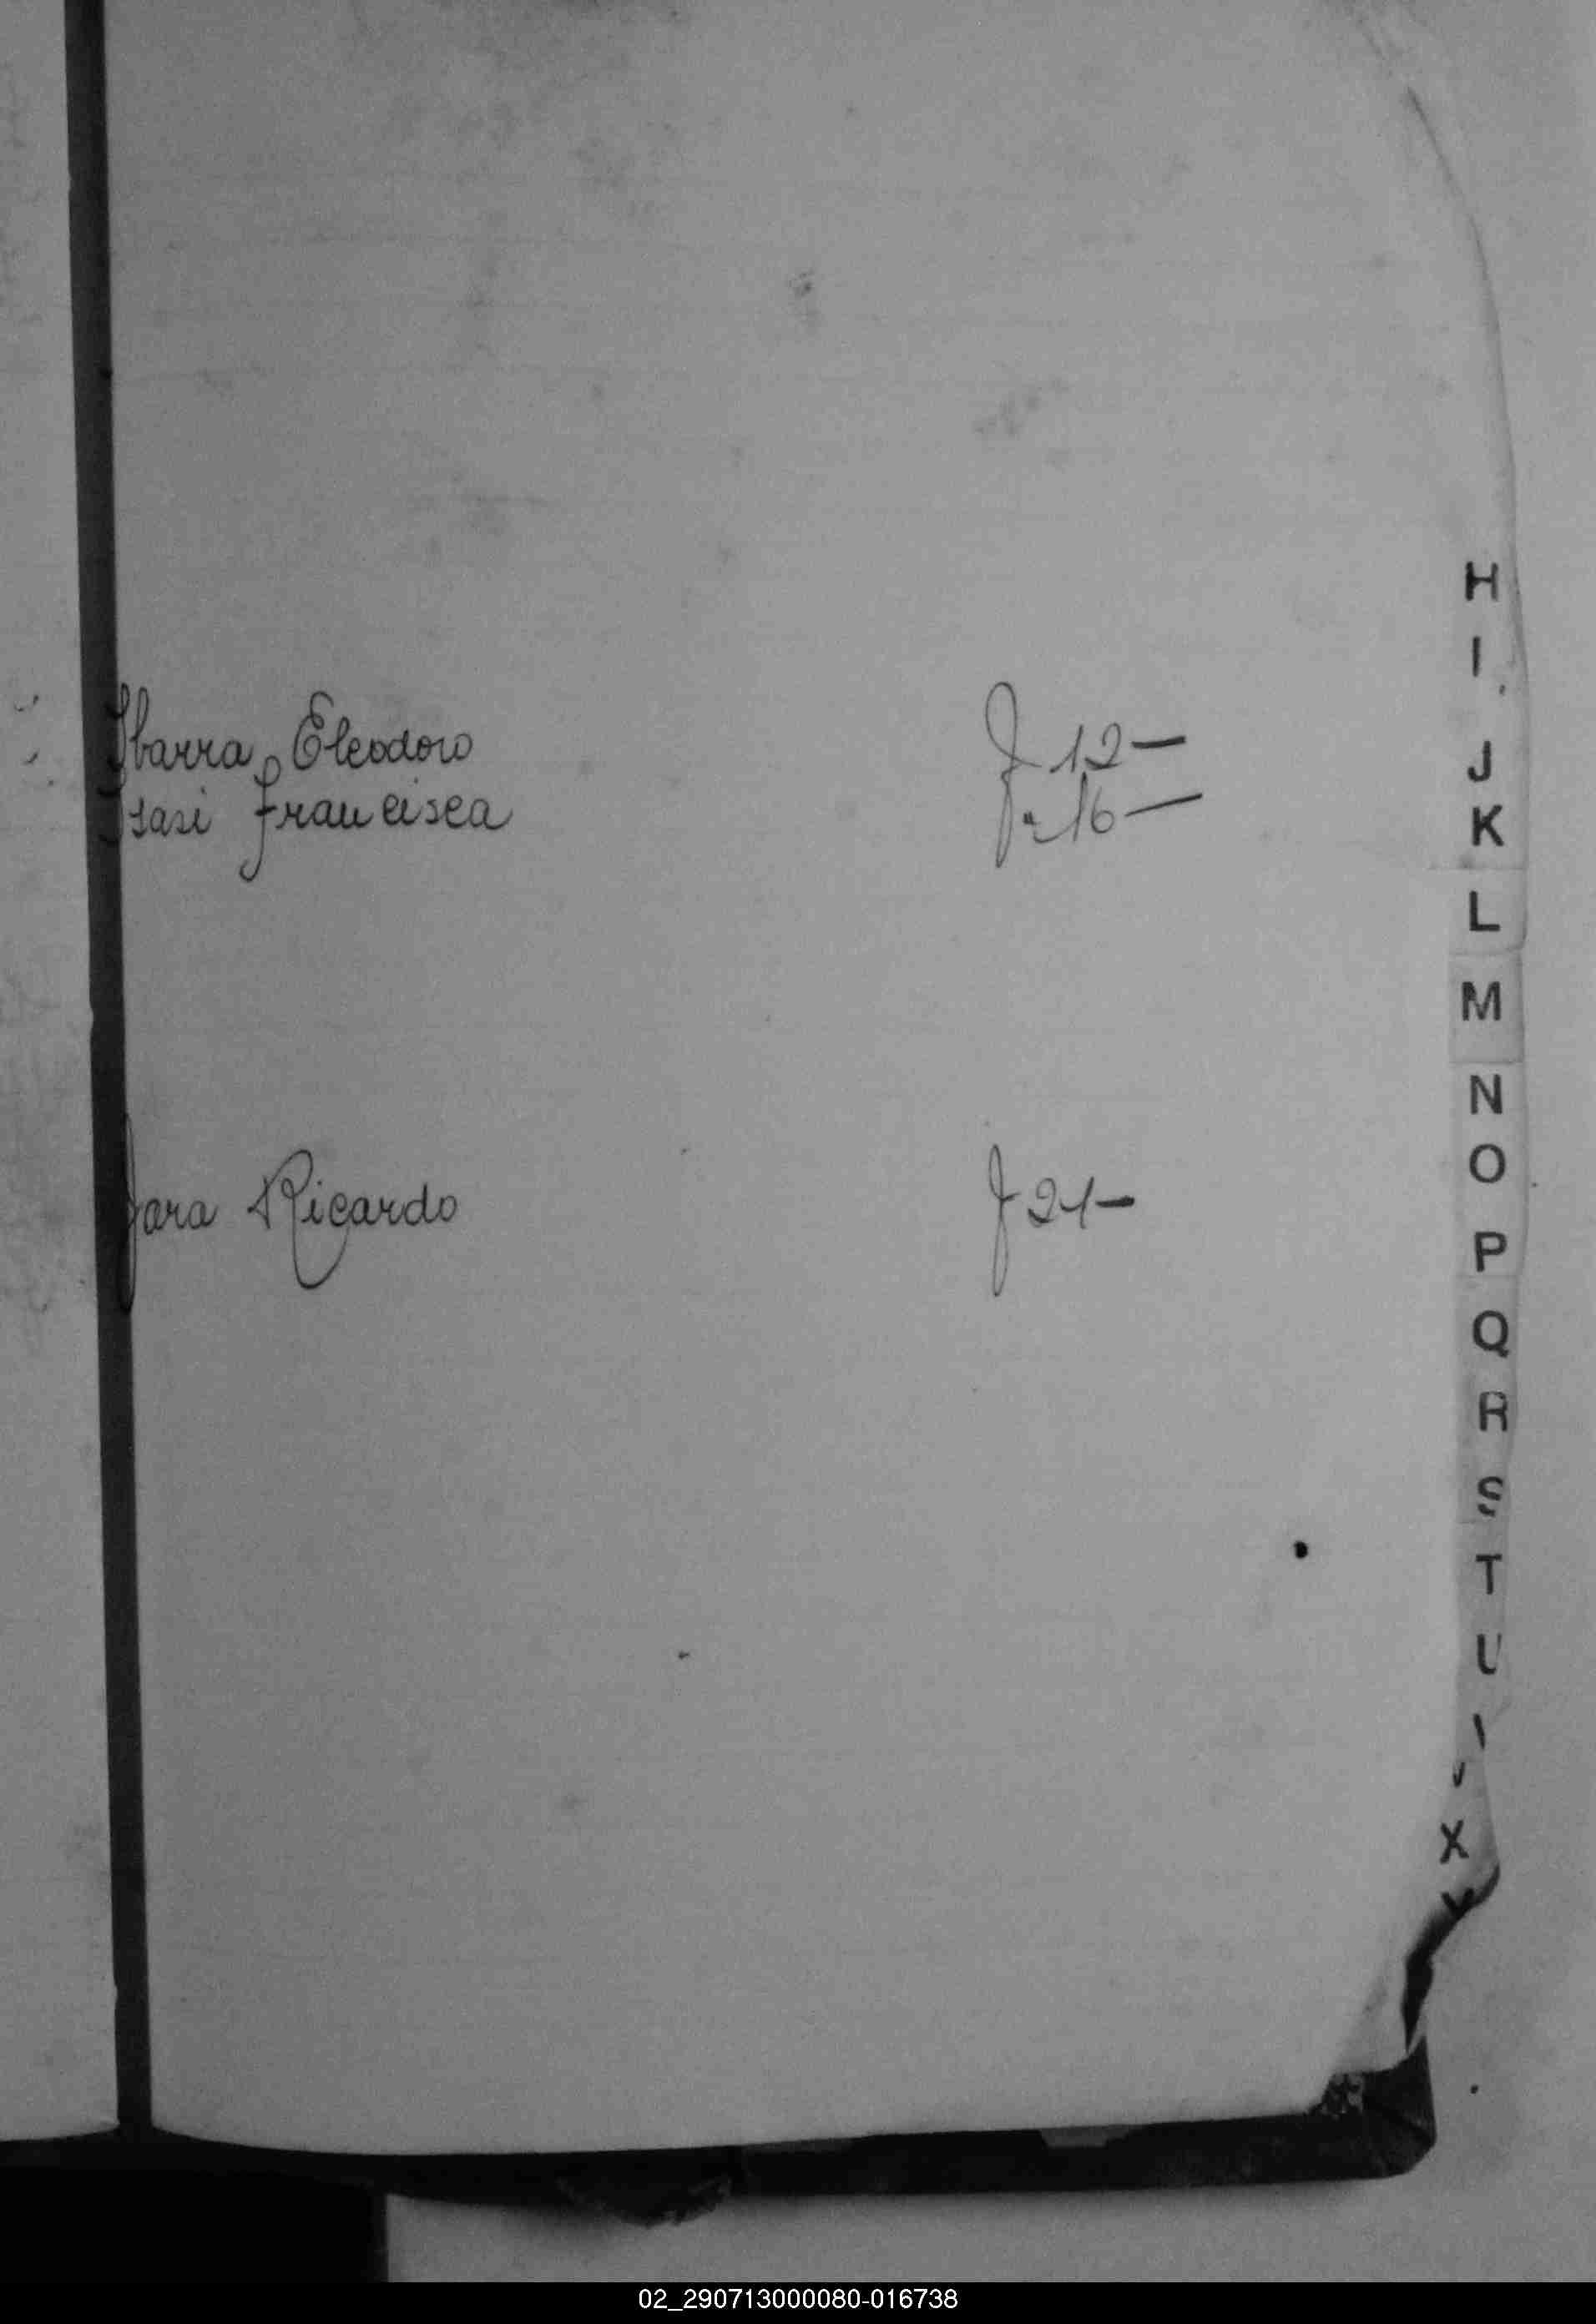 Ibarra, Eleodoro f 12-
Isasi Francisca f. 16-
Jara Ricardo f 21-
H
I
J
K
L
M
N
O
P
Q
R
S
T
U
X
02_290713000080-016738